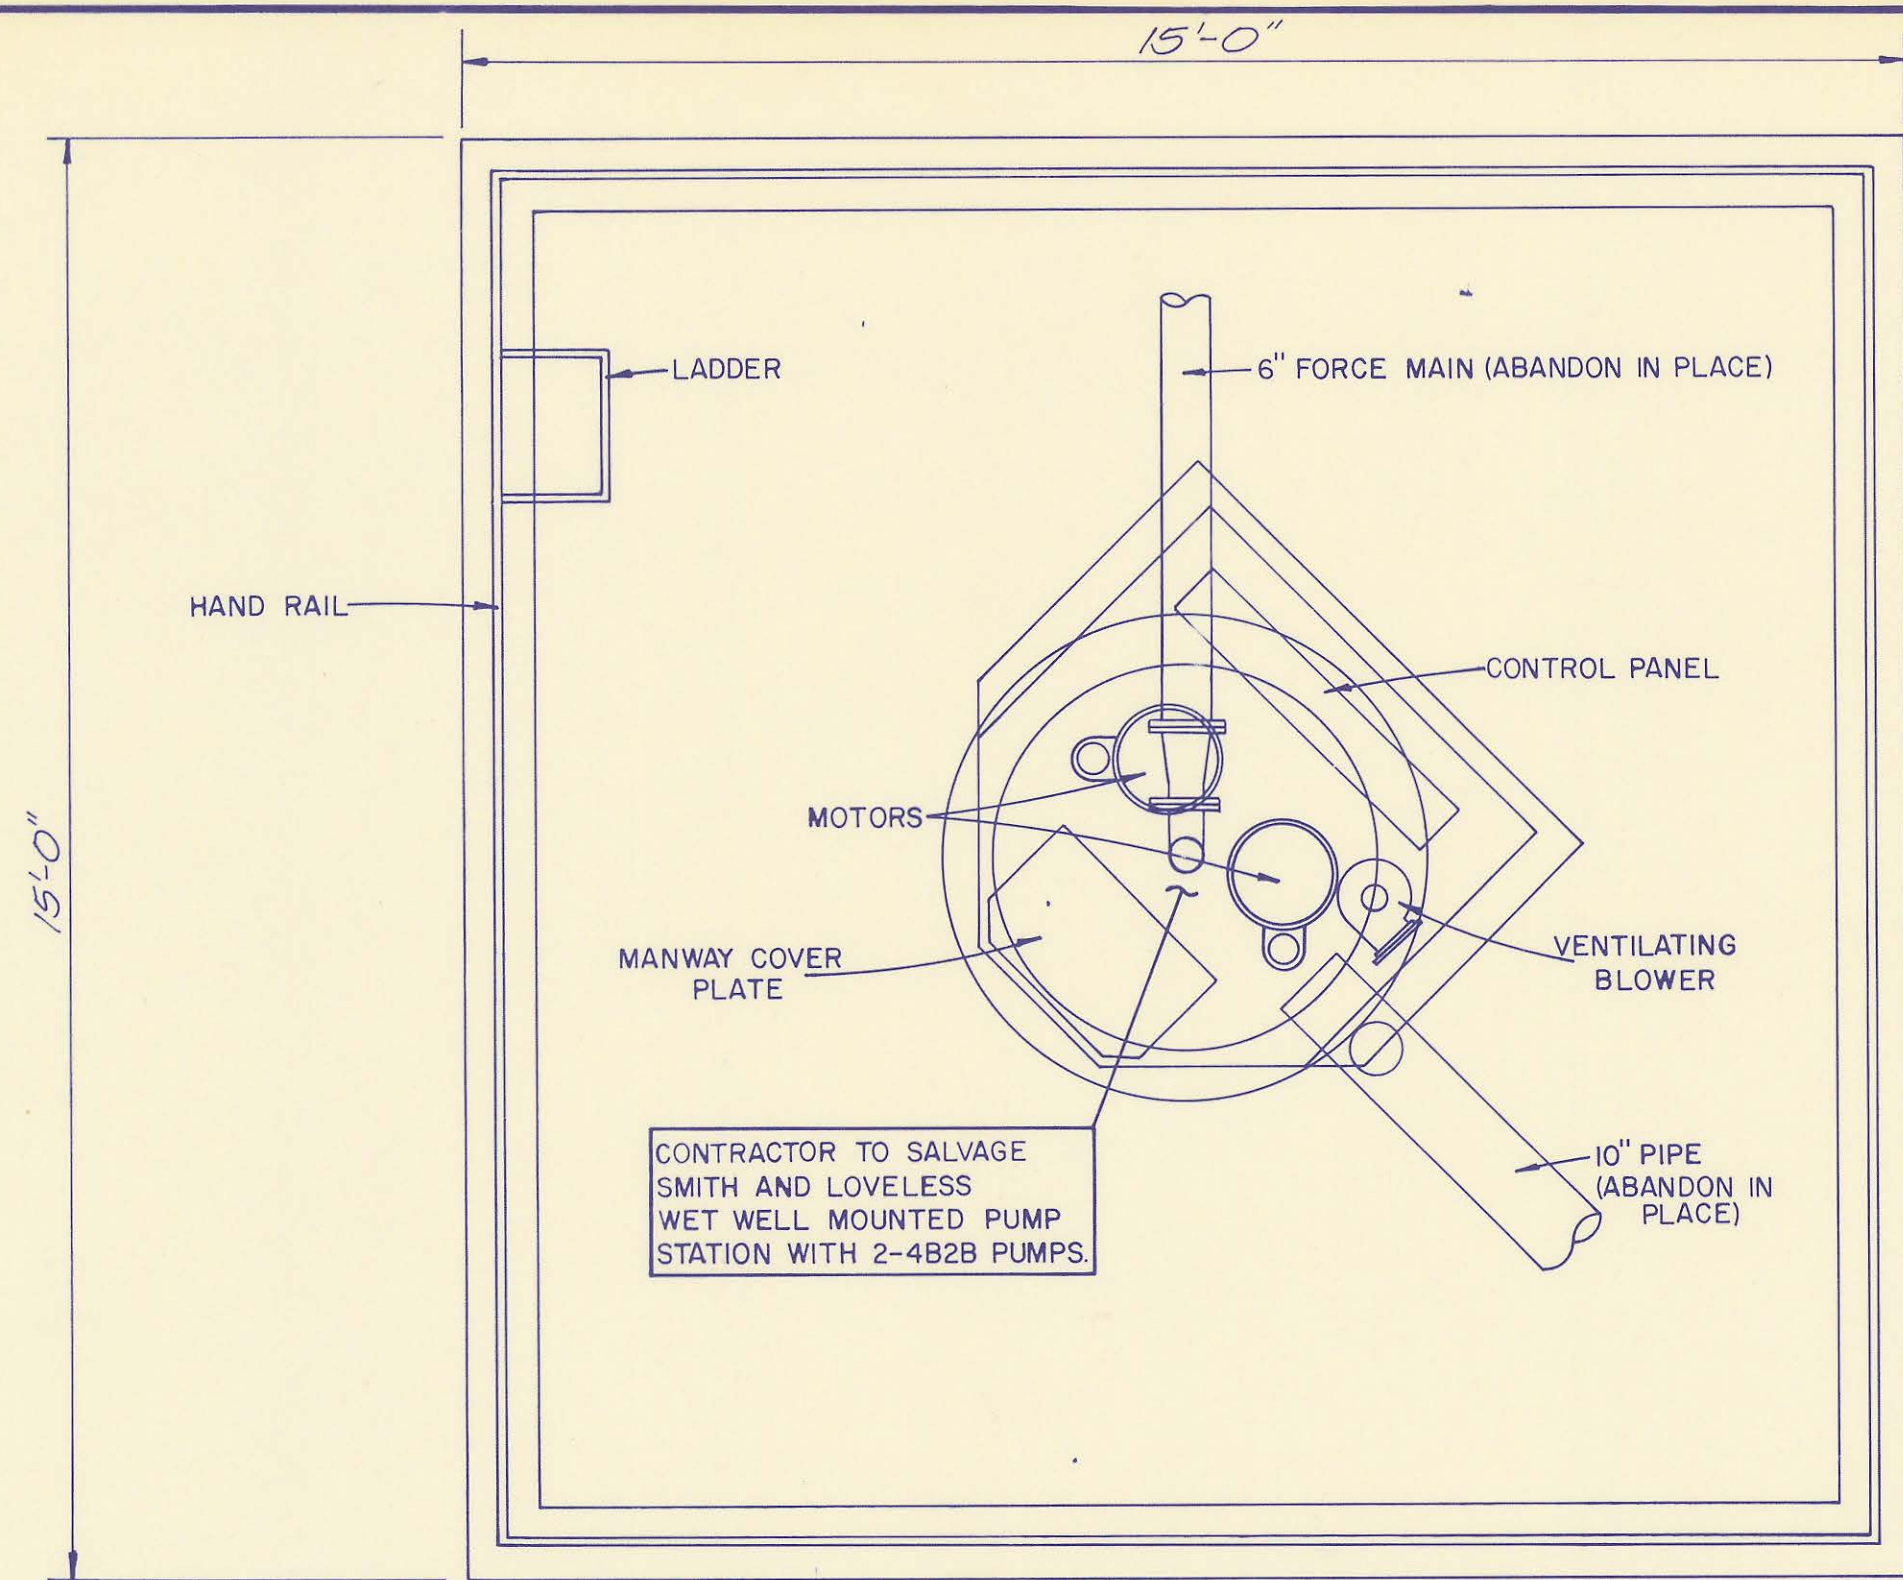 15'-0"
LADDER
6" FORCE MAIN (ABANDON IN PLACE)
HAND RAIL
CONTROL PANEL
MOTORS
15'-0"
MANWAY COVER
PLATE
VENTILATING
BLOWER
CONTRACTOR TO SALVAGE
SMITH AND LOVELESS
WET WELL MOUNTED PUMP
STATION WITH 2-4B2B PUMPS.
10" PIPE
(ABANDON IN
PLACE)